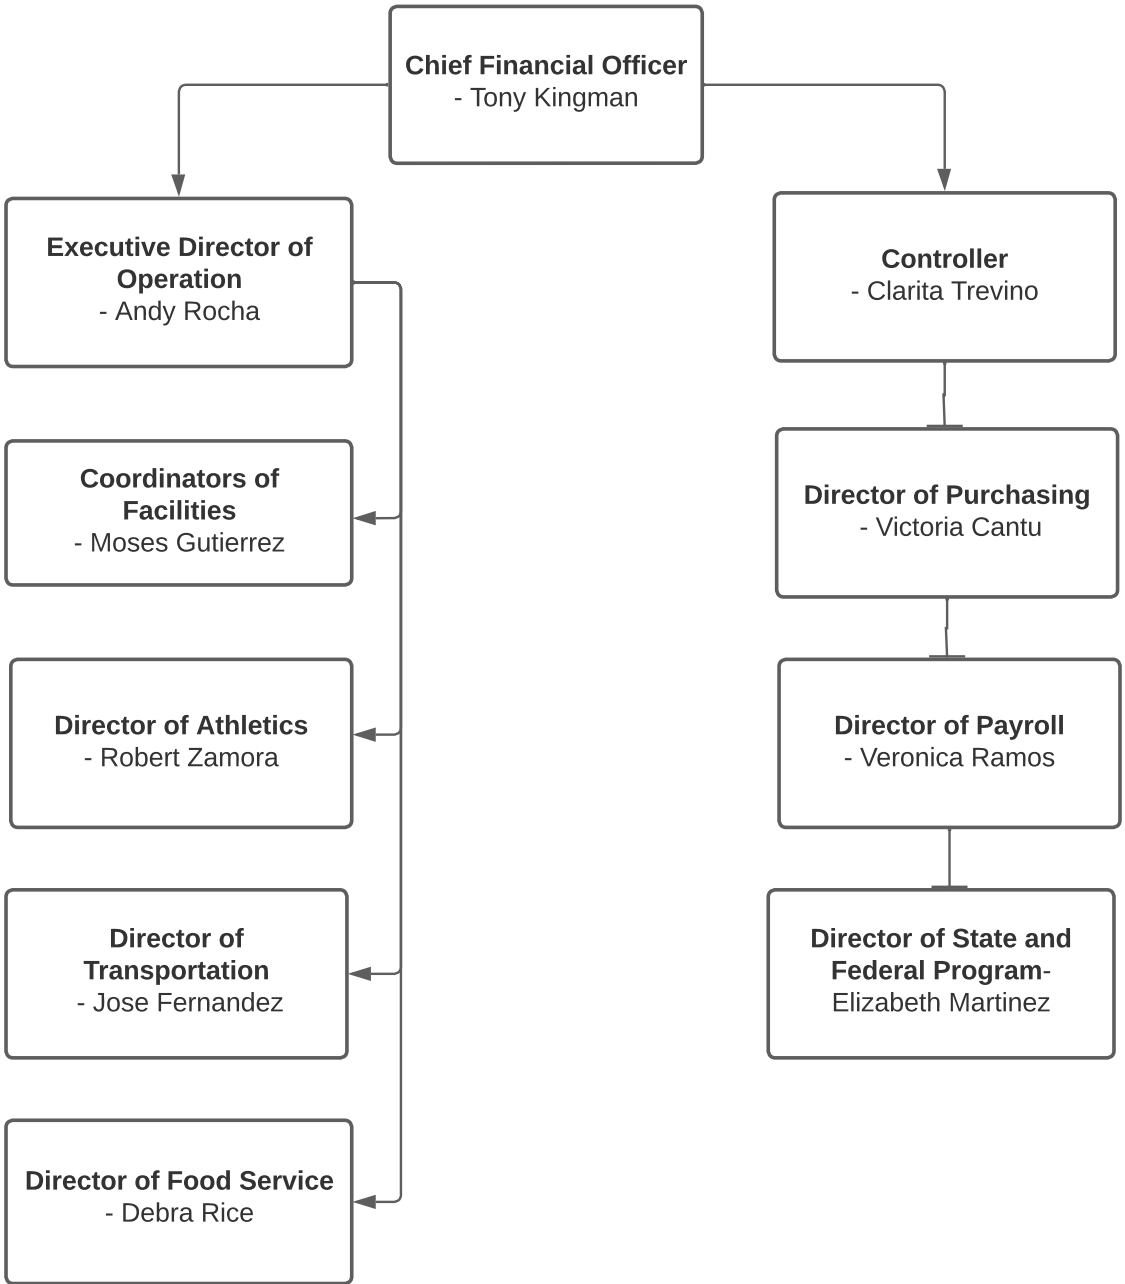 Chief Financial Officer
- Tony Kingman
Executive Director of
Operation
- Andy Rocha
Controller
- Clarita Trevino
Coordinators of
Facilities
- Moses Gutierrez
Director of Purchasing
- Victoria Cantu
Director of Athletics
- Robert Zamora
Director of Payroll
- Veronica Ramos
Director of
Transportation
- Jose Fernandez
Director of State and
Federal Program-
Elizabeth Martinez
Director of Food Service
- Debra Rice